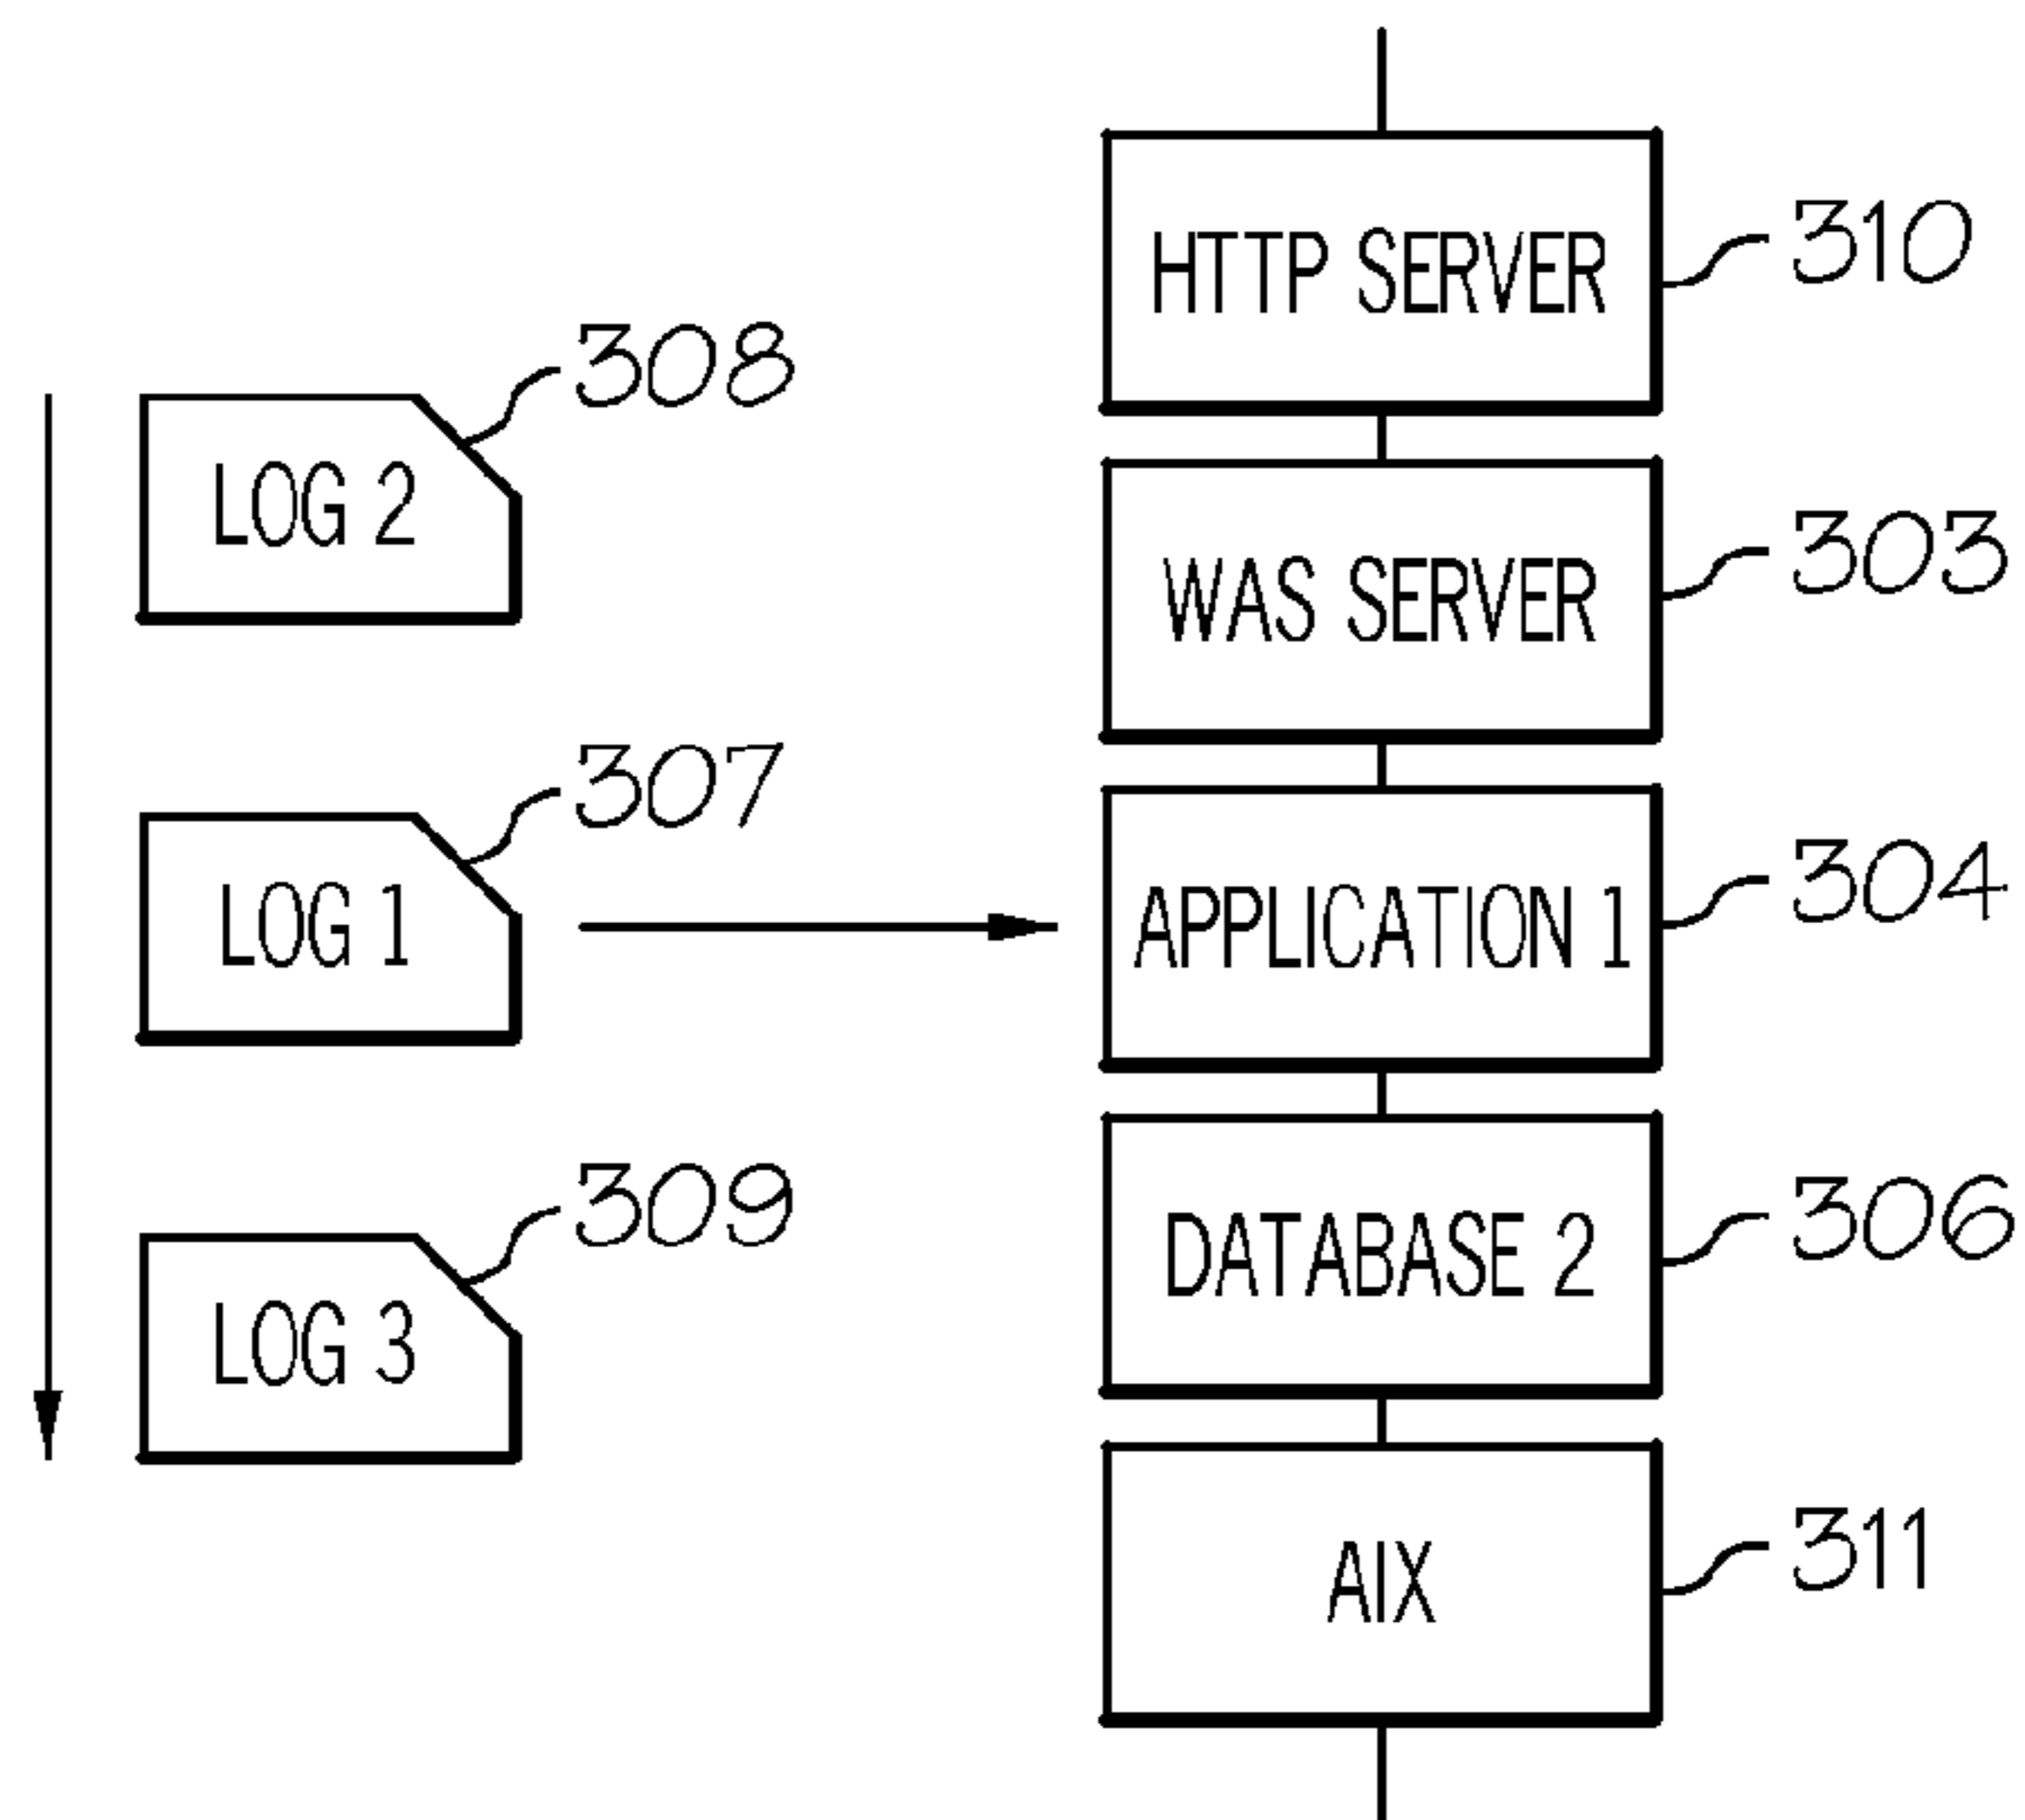 308
LOG 2
307
LOG 1
309
LOG 3
HTTP SERVER
310
WAS SERVER
303
APPLICATION 1
304
DATABASE 2
306
AIX
311